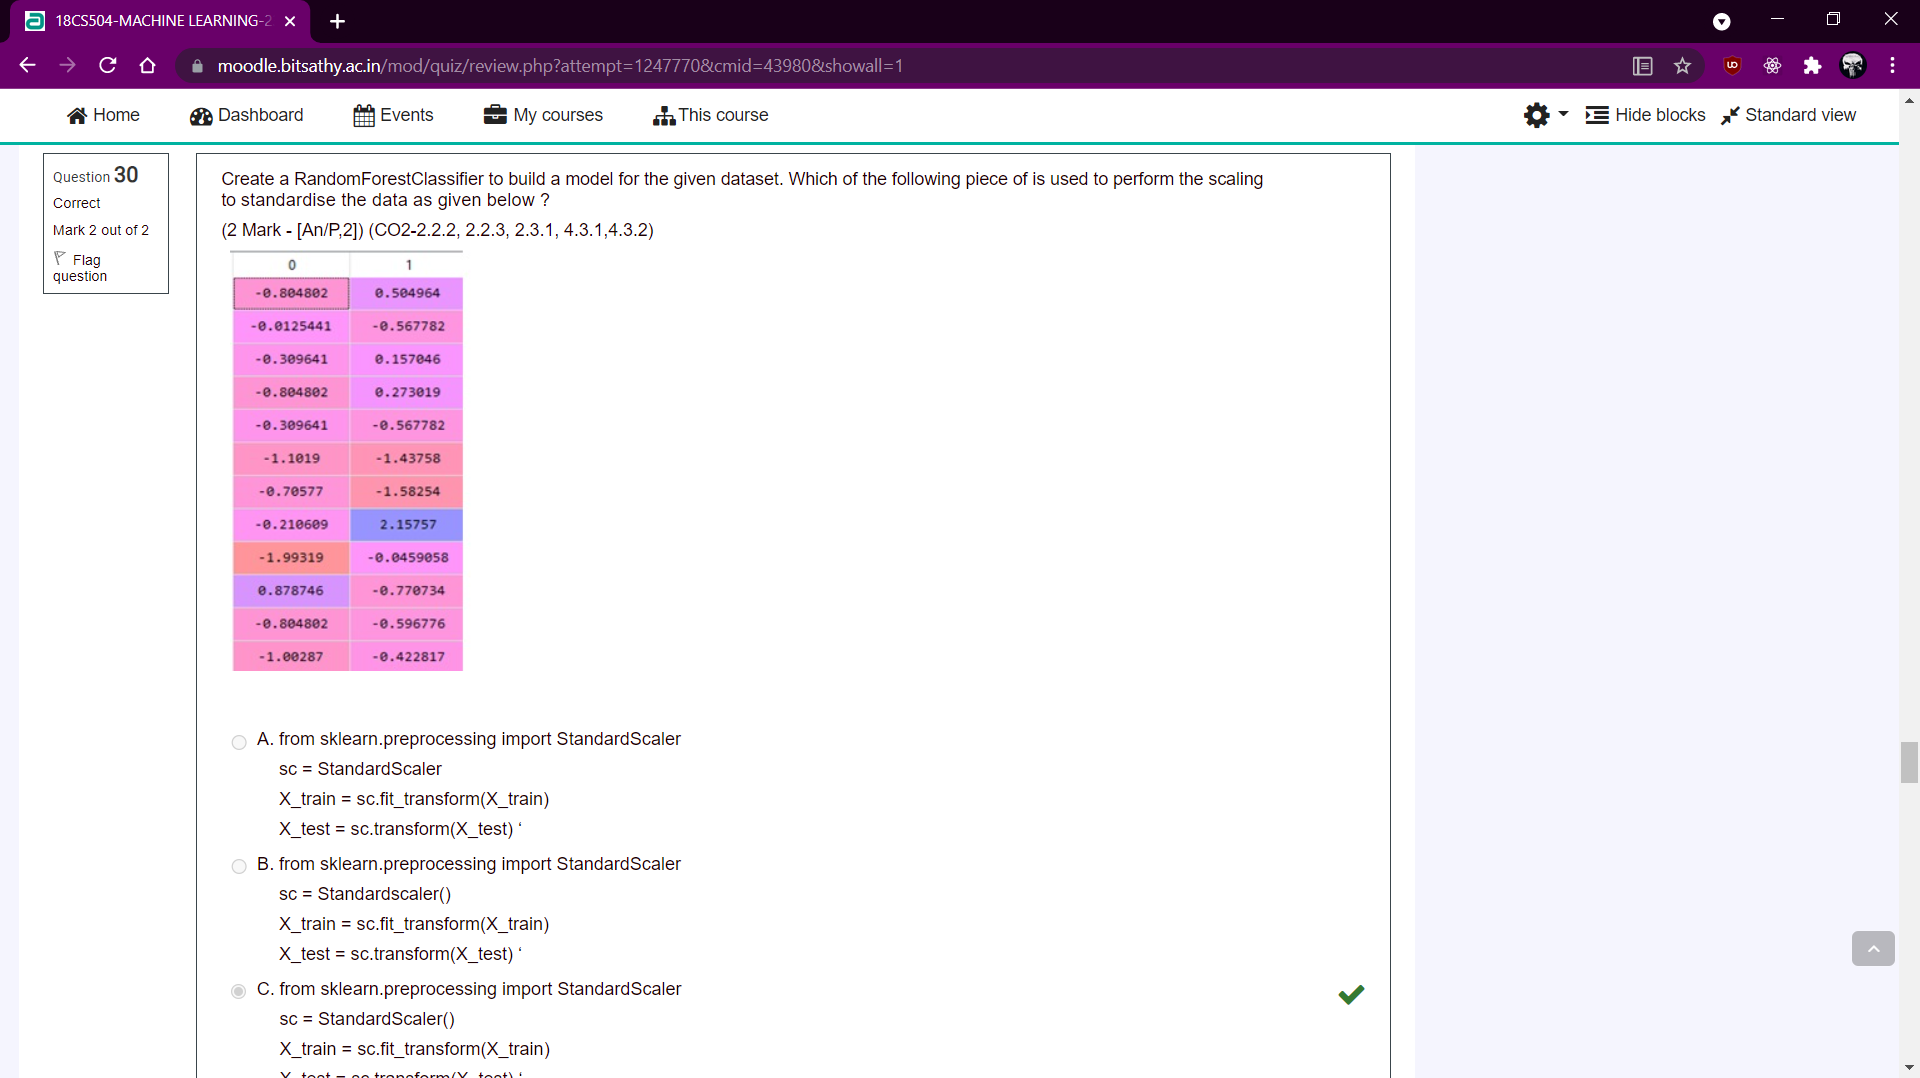 18CS504-MACHINE LEARNING-2
moodle.bitsathy.ac.in/mod/quiz/review.php?attempt=1247770&cmid=43980&showall=1
Home
Dashboard
Events
My courses
This course
Hide blocks
Standard view
Question 30
Correct
Mark 2 out of 2
Flag
question
Create a RandomForestClassifier to build a model for the given dataset. Which of the following piece of is used to perform the scaling
to standardise the data as given below ?
(2 Mark - [An/P,2]) (CO2-2.2.2, 2.2.3, 2.3.1, 4.3.1,4.3.2)
0 1
-0.804802 0.504964
-0.0125441 -0.567782
-0.309641 0.157046
-0.804802 0.273019
-0.309641 -0.567782
-1.1019 -1.43758
-0.70577 -1.58254
-0.210609 2.15757
-1.99319 -0.0459058
0.878746 -0.770734
-0.804802 -0.596776
-1.00287 -0.422817
A. from sklearn.preprocessing import StandardScaler
sc = StandardScaler
X_train = sc.fit_transform(X_train)
X_test = sc.transform(X_test) ‘
B. from sklearn.preprocessing import StandardScaler
sc = Standardscaler()
X_train = sc.fit_transform(X_train)
X_test = sc.transform(X_test) ‘
C. from sklearn.preprocessing import StandardScaler
sc = StandardScaler()
X_train = sc.fit_transform(X_train)
X_test = sc.transform(X_test) ‘